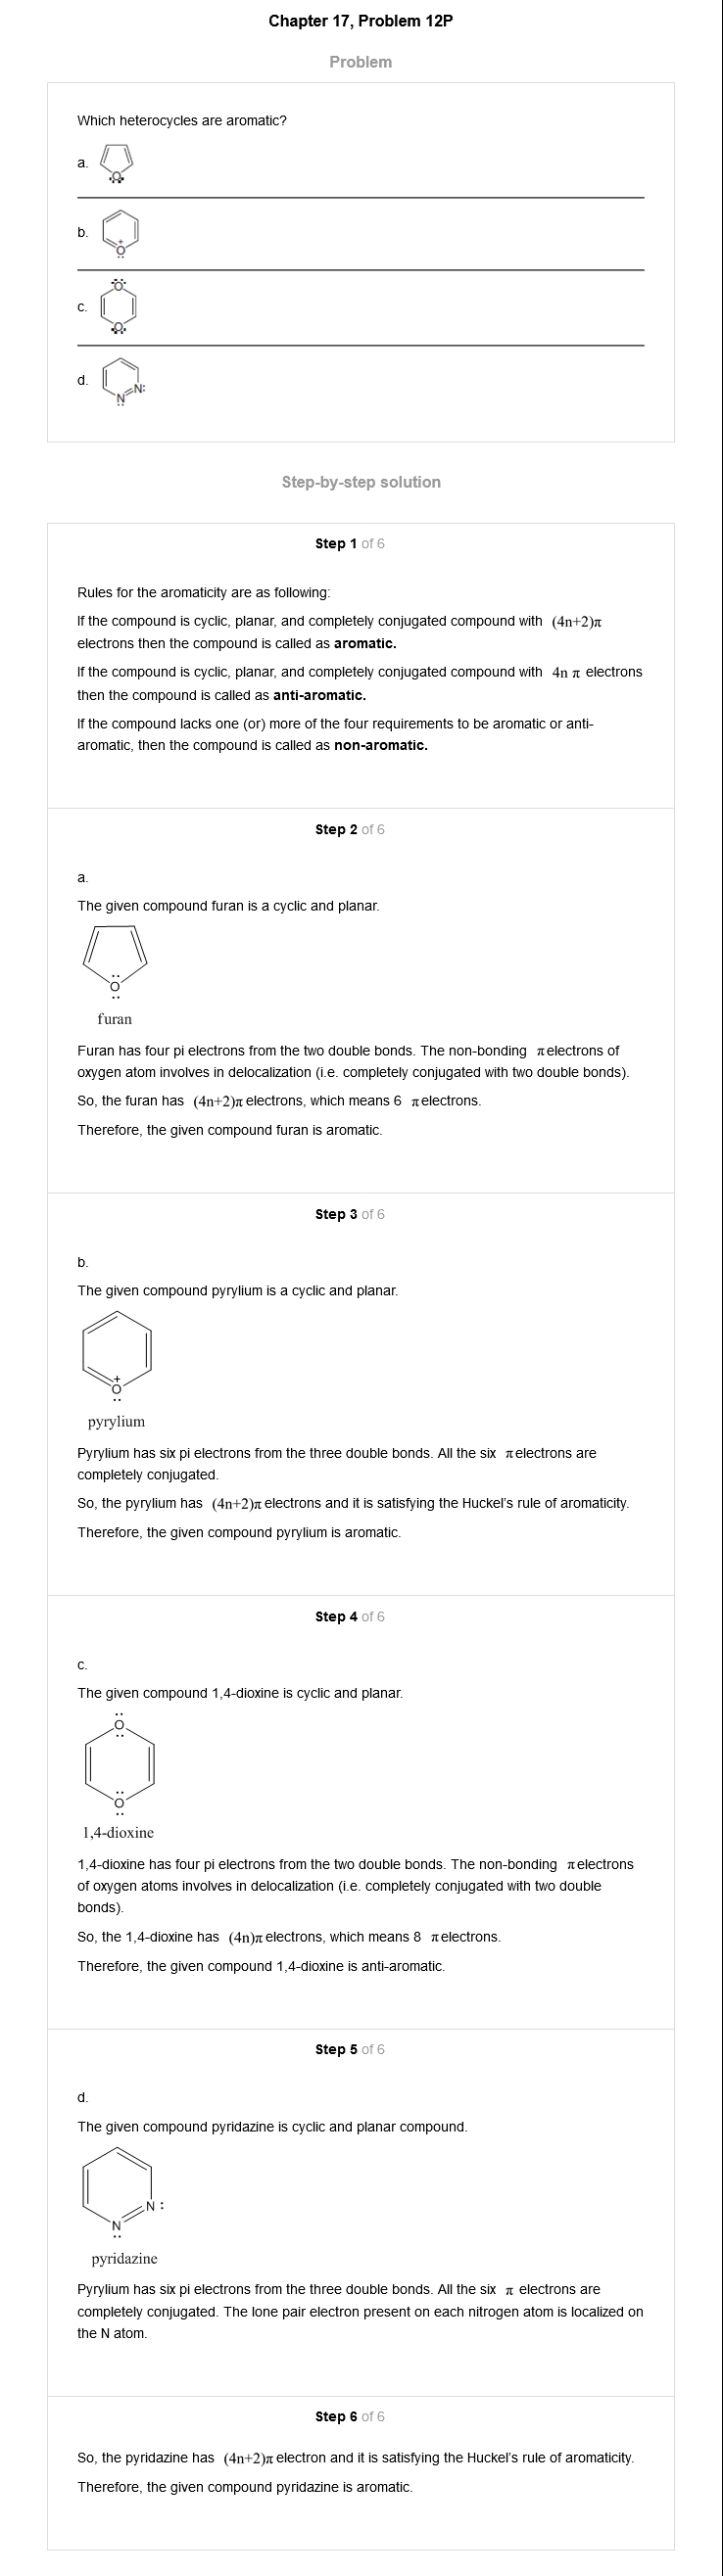 Chapter 17, Problem 12P
Problem
Which heterocycles are aromatic?
a.
:O:
b.
+
O
..
c.
:O:
:O:
d.
N:
N
..
Step-by-step solution
Step 1 of 6
Rules for the aromaticity are as following:
If the compound is cyclic, planar, and completely conjugated compound with (4n+2)π
electrons then the compound is called as aromatic.
If the compound is cyclic, planar, and completely conjugated compound with 4n π electrons
then the compound is called as anti-aromatic.
If the compound lacks one (or) more of the four requirements to be aromatic or anti-
aromatic, then the compound is called as non-aromatic.
Step 2 of 6
a.
The given compound furan is a cyclic and planar.
..
O
..
furan
Furan has four pi electrons from the two double bonds. The non-bonding π electrons of
oxygen atom involves in delocalization (i.e. completely conjugated with two double bonds).
So, the furan has (4n+2)π electrons, which means 6 π electrons.
Therefore, the given compound furan is aromatic.
Step 3 of 6
b.
The given compound pyrylium is a cyclic and planar.
+
O
..
pyrylium
Pyrylium has six pi electrons from the three double bonds. All the six π electrons are
completely conjugated.
So, the pyrylium has (4n+2)π electrons and it is satisfying the Huckel's rule of aromaticity.
Therefore, the given compound pyrylium is aromatic.
Step 4 of 6
c.
The given compound 1,4-dioxine is cyclic and planar.
..
O
..
..
O
..
1,4-dioxine
1,4-dioxine has four pi electrons from the two double bonds. The non-bonding π electrons
of oxygen atoms involves in delocalization (i.e. completely conjugated with two double
bonds).
So, the 1,4-dioxine has (4n)π electrons, which means 8 π electrons.
Therefore, the given compound 1,4-dioxine is anti-aromatic.
Step 5 of 6
d.
The given compound pyridazine is cyclic and planar compound.
N :
N
..
pyridazine
Pyrylium has six pi electrons from the three double bonds. All the six π electrons are
completely conjugated. The lone pair electron present on each nitrogen atom is localized on
the N atom.
Step 6 of 6
So, the pyridazine has (4n+2)π electron and it is satisfying the Huckel's rule of aromaticity.
Therefore, the given compound pyridazine is aromatic.